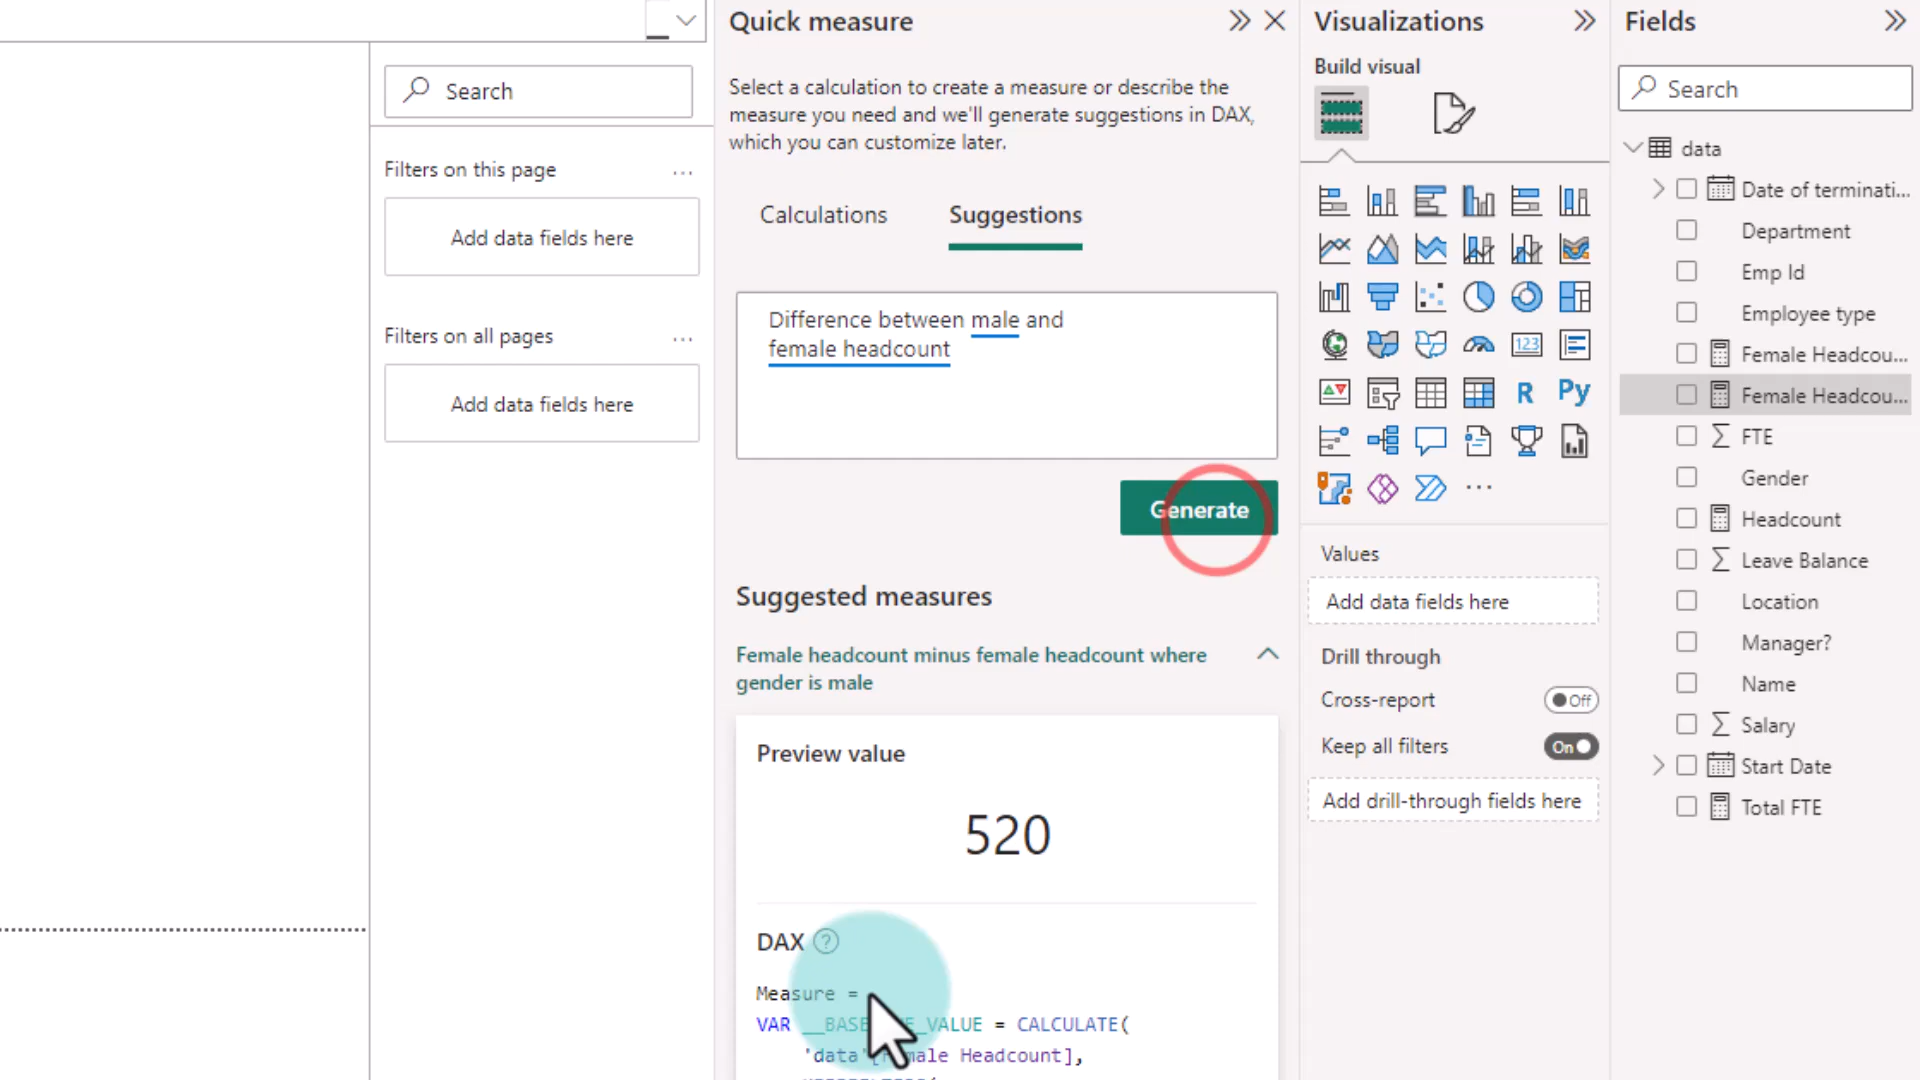 Search
Filters on this page
...
Add data fields here
Filters on all pages
...
Add data fields here
Quick measure
Select a calculation to create a measure or describe the
measure you need and we'll generate suggestions in DAX,
which you can customize later.
Calculations
Suggestions
Difference between male and
female headcount
Generate
Suggested measures
Female headcount minus female headcount where
gender is male
Preview value
520
DAX ?
Measure =
VAR
= CALCULATE(
Headcount],
Visualizations
Build visual
123
R
Py
...
Values
Add data fields here
Drill through
Cross-report
Off
Keep all filters
On
Add drill-through fields here
Fields
Search
data
Date of terminati...
Department
Emp Id
Employee type
Female Headcou...
Female Headcou...
FTE
Gender
Headcount
Leave Balance
Location
Manager?
Name
Salary
Start Date
Total FTE